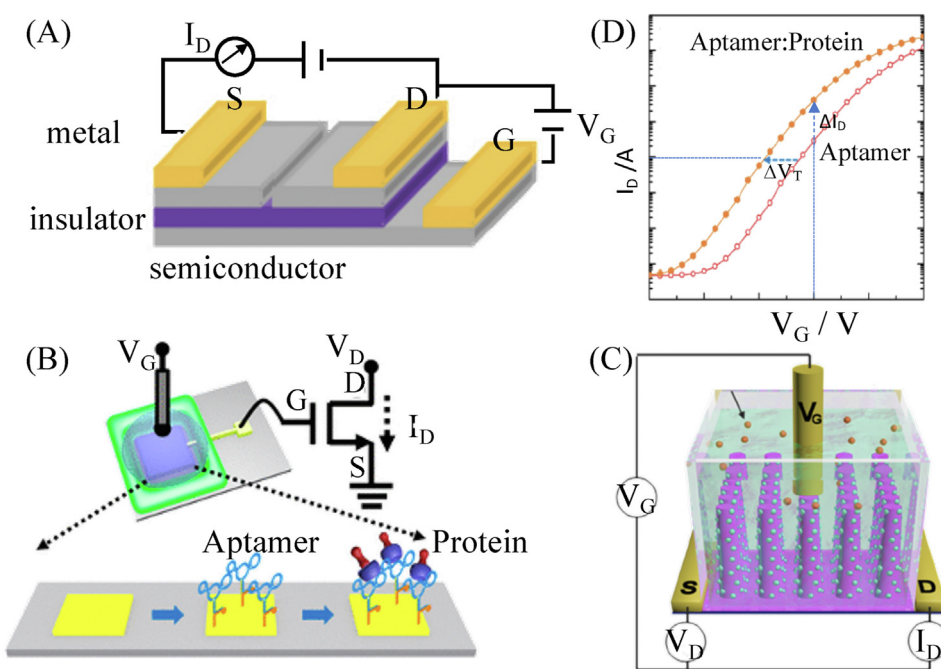 (A)
I_D
S
D
G
V_G
metal
insulator
semiconductor
(D)
Aptamer:Protein
ΔI_D
Aptamer
ΔV_T
I_D /A
V_G / V
(B)
V_G
V_D
D
G
I_D
S
Aptamer
Protein
(C)
V_G
V_G
S
D
V_D
I_D